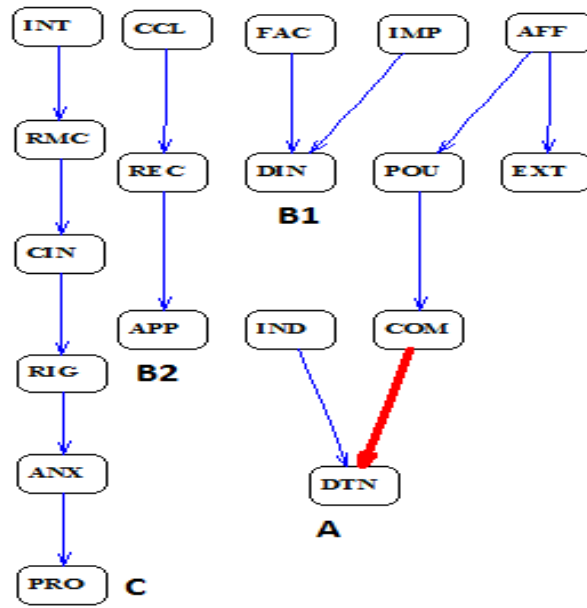 INT CCL FAC IMP AFF
RMC REC DIN POU EXT
B1
CIN
APP IND COM
B2
RIG
ANX DTN
A
PRO C